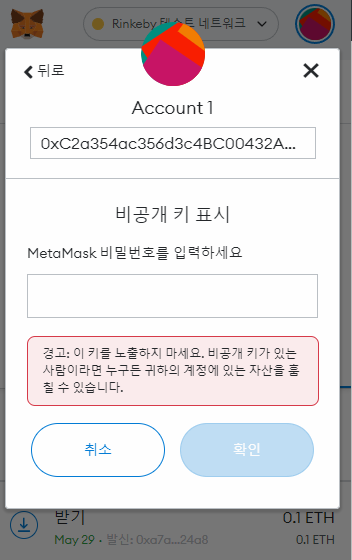 Rinkeby 테스트 네트워크
뒤로
Account 1
0xC2a354ac356d3c4BC00432A...
비공개 키 표시
MetaMask 비밀번호를 입력하세요
경고: 이 키를 노출하지 마세요. 비공개 키가 있는
사람이라면 누구든 귀하의 계정에 있는 자산을 훔
칠 수 있습니다.
취소 확인
받기 0.1 ETH
May 29 · 발신: 0xa7a...24a8 0.1 ETH